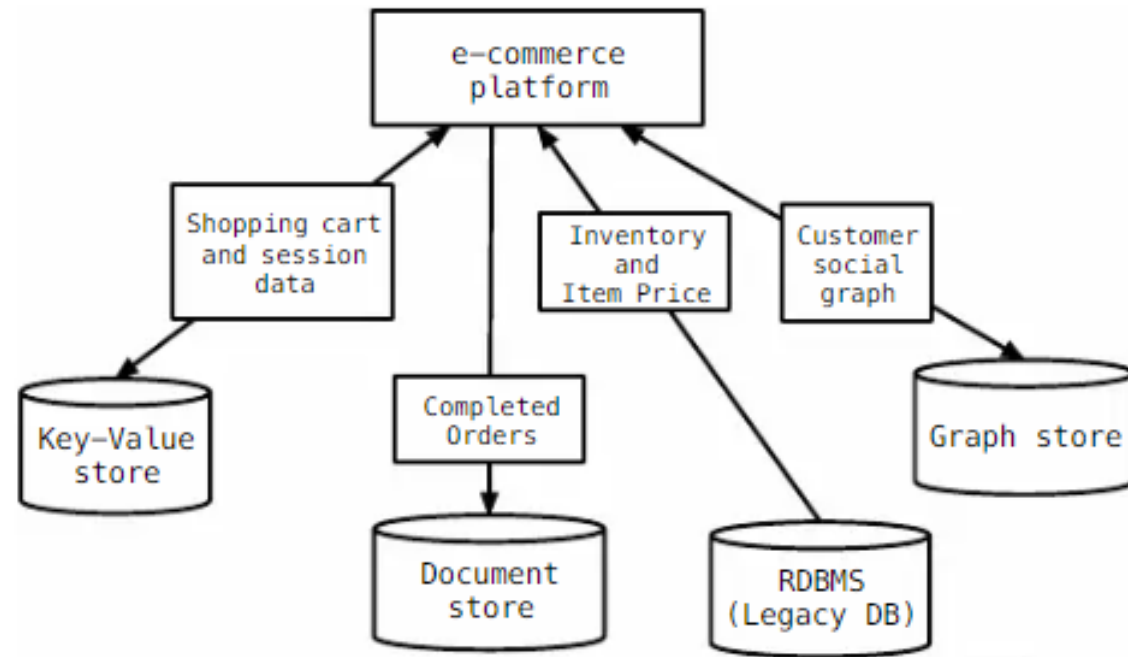 e-commerce
platform
Shopping cart
and session
data
Inventory
and
Item Price
Customer
social
graph
Completed
Orders
Key-Value
store
Document
store
RDBMS
(Legacy DB)
Graph store